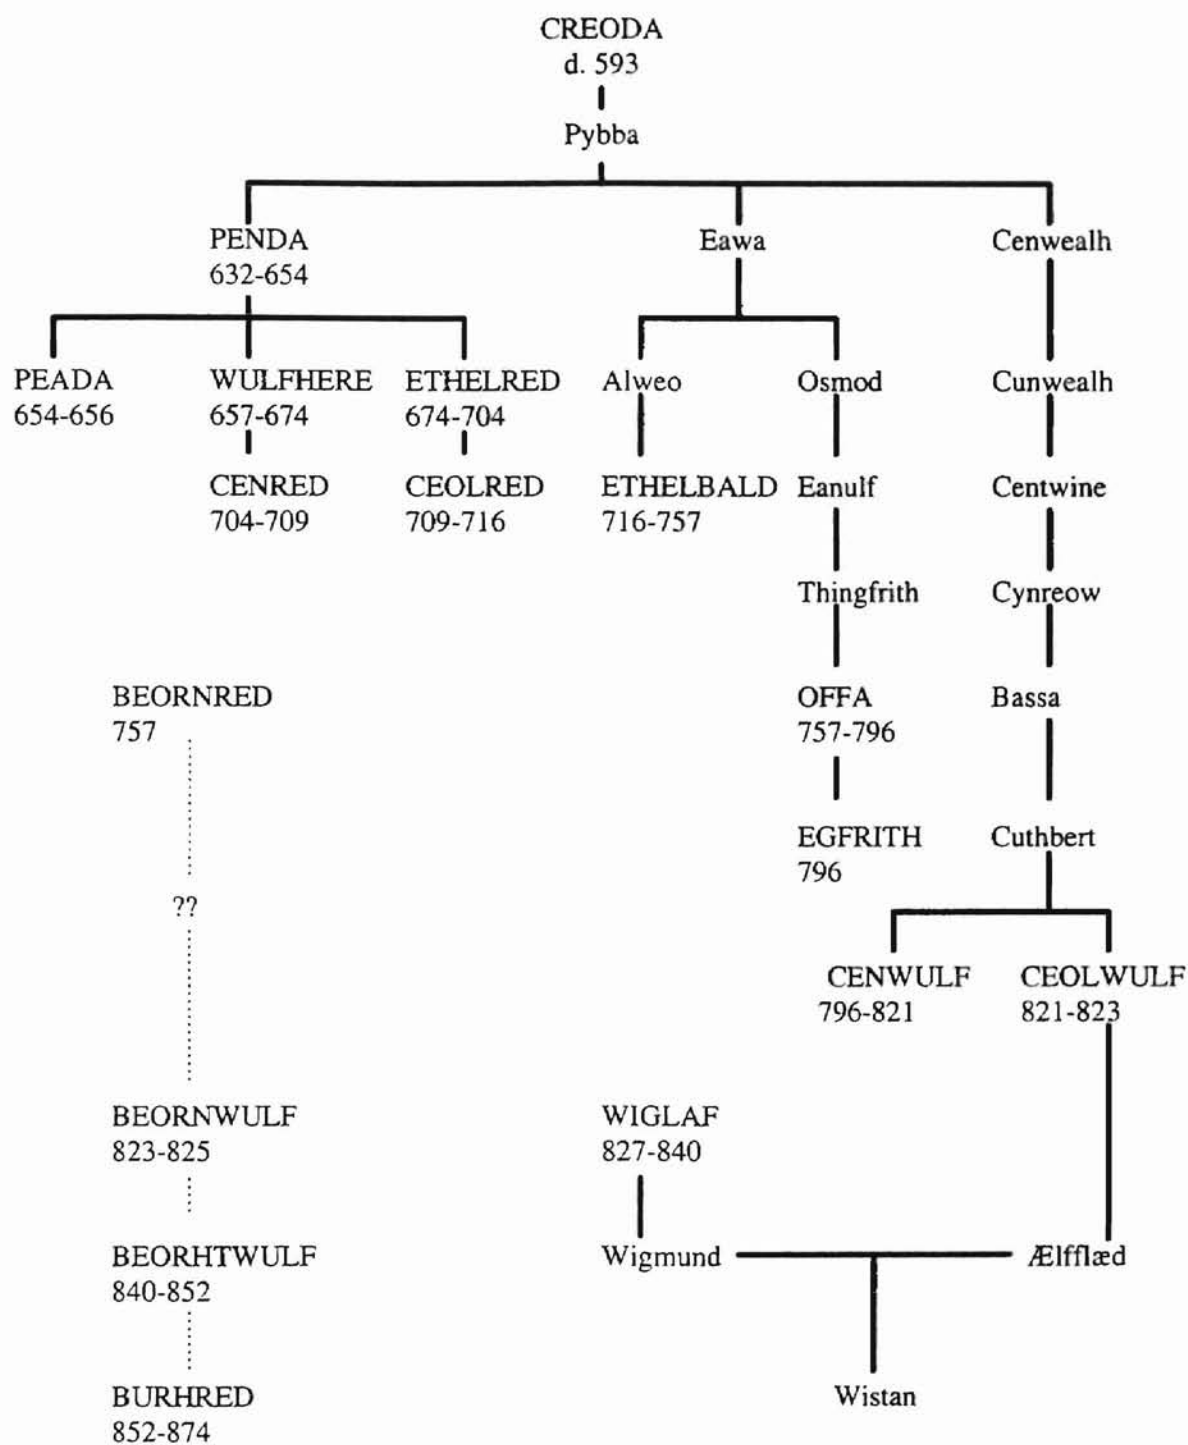 CREODA
d. 593
Pybba
PENDA Eawa Cenwealh
632-654
PEADA WULFHERE ETHELRED Alweo Osmod Cunwealh
654-656 657-674 674-704
CENRED CEOLRED ETHELBALD Eanulf Centwine
704-709 709-716 716-757
Thingfrith Cynreow
BEORNRED OFFA Bassa
757 757-796
EGFRITH Cuthbert
796
??
CENWULF CEOLWULF
796-821 821-823
BEORNWULF WIGLAF
823-825 827-840
BEORHTWULF Wigmund Ælfflæd
840-852
BURHRED Wistan
852-874